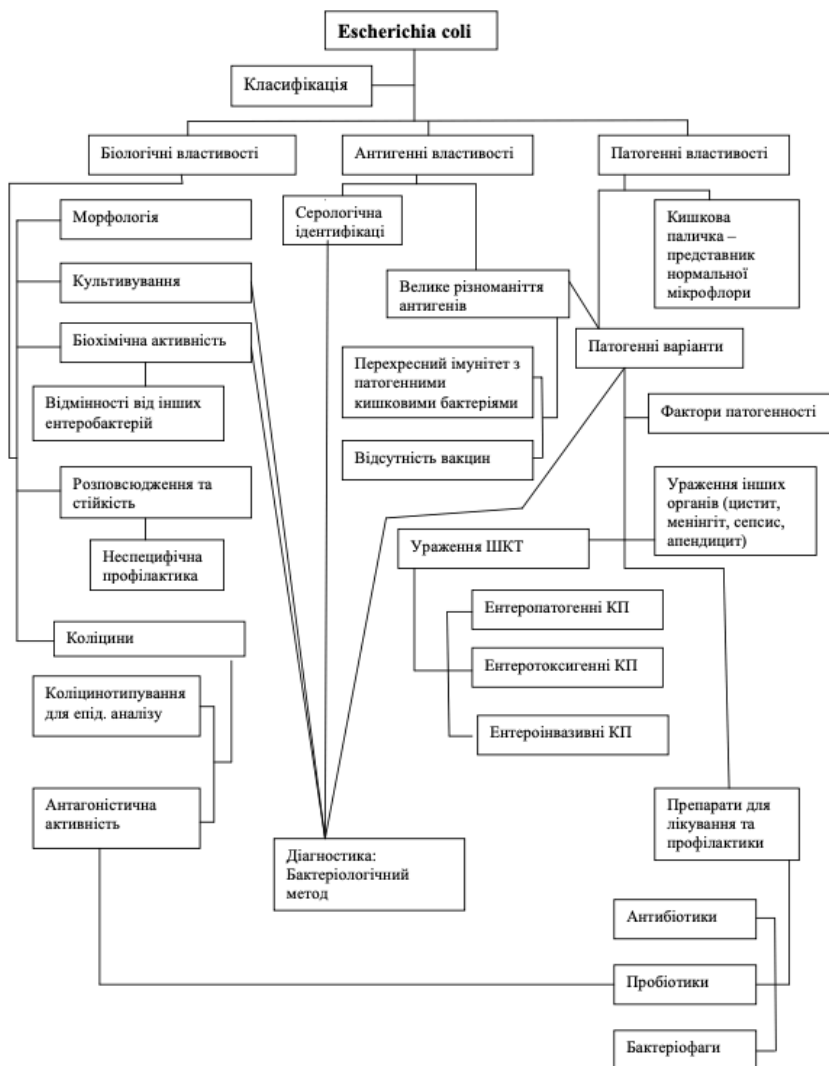 Escherichia coli
Класифікація
Біологічні властивості
Антигенні властивості
Патогенні властивості
Морфологія
Серологічна
ідентифікаці
Кишкова
паличка –
представник
нормальної
мікрофлори
Культивування
Велике різноманіття
антигенів
Біохімічна активність
Патогенні варіанти
Перехресний імунітет з
патогенними
кишковими бактеріями
Відмінності від інших
ентеробактерій
Фактори патогенності
Відсутність вакцин
Розповсюдження та
стійкість
Ураження інших
органів (цистит,
менінгіт, сепсис,
апендицит)
Неспецифічна
профілактика
Ураження ШКТ
Ентеропатогенні КП
Коліцини
Ентеротоксигенні КП
Коліцинотипування
для епід. аналізу
Ентероінвазивні КП
Антагоністична
активність
Препарати для
лікування та
профілактики
Діагностика:
Бактеріологічний
метод
Антибіотики
Пробіотики
Бактеріофаги